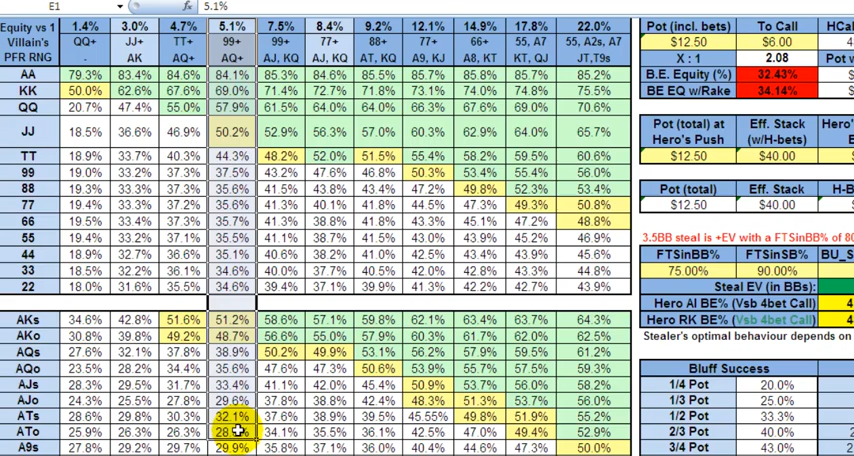 E1 fx 5.1%
Equity vs 1 1.4% 3.0% 4.7% 5.1% 7.5% 8.4% 9.2% 12.1% 14.9% 17.8% 22.0%
Villain's QQ+ JJ+ TT+ 99+ 99+ 77+ 88+ 77+ 66+ 55, A7 55, A2s, A7
PFR RNG - AK AQ+ AQ+ AJ, KQ AJ, KQ AT, KQ A9, KJ A8, KT KT, QJ JT,T9s
AA 79.3% 83.4% 84.6% 84.1% 85.3% 84.6% 85.5% 85.7% 85.8% 85.7% 85.2%
KK 50.0% 62.6% 67.6% 69.0% 71.4% 72.7% 71.8% 73.1% 74.0% 74.8% 75.5%
QQ 20.7% 47.4% 55.0% 57.9% 61.5% 64.0% 64.0% 66.3% 67.6% 69.0% 70.6%
JJ 18.5% 36.6% 46.9% 50.2% 52.9% 56.3% 57.0% 60.3% 62.9% 64.0% 65.7%
TT 18.9% 33.7% 40.3% 44.3% 48.2% 52.0% 51.5% 55.4% 58.2% 59.5% 60.6%
99 19.0% 33.2% 37.3% 37.5% 43.2% 47.6% 46.8% 50.3% 53.4% 55.4% 56.0%
88 19.3% 33.3% 37.3% 35.6% 41.5% 43.8% 43.4% 47.2% 49.8% 52.3% 53.4%
77 19.4% 33.3% 37.2% 35.6% 41.3% 40.1% 41.8% 44.5% 47.3% 49.3% 50.8%
66 19.5% 33.4% 37.3% 35.7% 41.3% 38.8% 41.8% 43.3% 45.1% 47.2% 48.8%
55 19.4% 33.2% 37.1% 35.5% 41.1% 38.7% 41.5% 43.0% 43.9% 45.2% 46.9%
44 18.9% 32.7% 36.6% 35.1% 40.6% 38.2% 41.0% 42.5% 43.4% 43.9% 45.6%
33 18.5% 32.2% 36.1% 34.6% 40.0% 37.7% 40.5% 42.0% 42.8% 43.3% 44.8%
22 18.0% 31.6% 35.5% 34.6% 39.4% 37.1% 39.9% 41.3% 42.2% 42.7% 43.9%
AKs 34.6% 42.8% 51.6% 51.2% 58.6% 57.1% 59.8% 62.1% 63.4% 63.7% 64.3%
AKo 30.8% 39.8% 49.2% 48.7% 56.6% 55.0% 57.9% 60.3% 61.7% 62.0% 62.5%
AQs 27.6% 32.1% 37.8% 38.9% 50.2% 49.9% 53.1% 56.2% 57.9% 59.5% 61.2%
AQo 23.5% 28.2% 34.4% 35.6% 47.6% 47.3% 50.6% 53.9% 55.7% 57.5% 59.3%
AJs 28.3% 29.5% 31.7% 33.4% 41.1% 42.0% 45.4% 50.9% 53.7% 56.0% 58.2%
AJo 24.3% 25.5% 27.8% 29.6% 37.8% 38.8% 42.4% 48.3% 51.3% 53.7% 56.0%
ATs 28.6% 29.8% 30.3% 32.1% 37.6% 38.9% 39.5% 45.55% 49.8% 51.9% 55.2%
ATo 25.9% 26.3% 26.3% 34.1% 35.5% 36.1% 42.5% 47.0% 49.4% 52.9%
A9s 27.8% 29.2% 29.7% 29.9% 35.8% 37.1% 36.0% 40.4% 44.6% 47.3% 50.0%
Pot (incl. bets) To Call
$12.50 $6.00
X : 1 2.08
B.E. Equity (%) 32.43%
BE EQ w/Rake 34.14%
Pot (total) at Eff. Stack
Hero's Push (w/H-bets)
$12.50 $40.00
Pot (total) Eff. Stack
$12.50 $40.00
3.5BB steal is +EV with a FTSinBB% of
FTSinBB% FTSinSB%
75.00% 90.00%
Steal EV (in BBs):
Hero AI BE% (Vsb 4bet Call)
Hero RK BE% (Vsb 4bet Call)
Stealer's optimal behaviour depends on
Bluff Success
1/4 Pot 20.0%
1/3 Pot 25.0%
1/2 Pot 33.3%
2/3 Pot 40.0%
3/4 Pot 43.0%